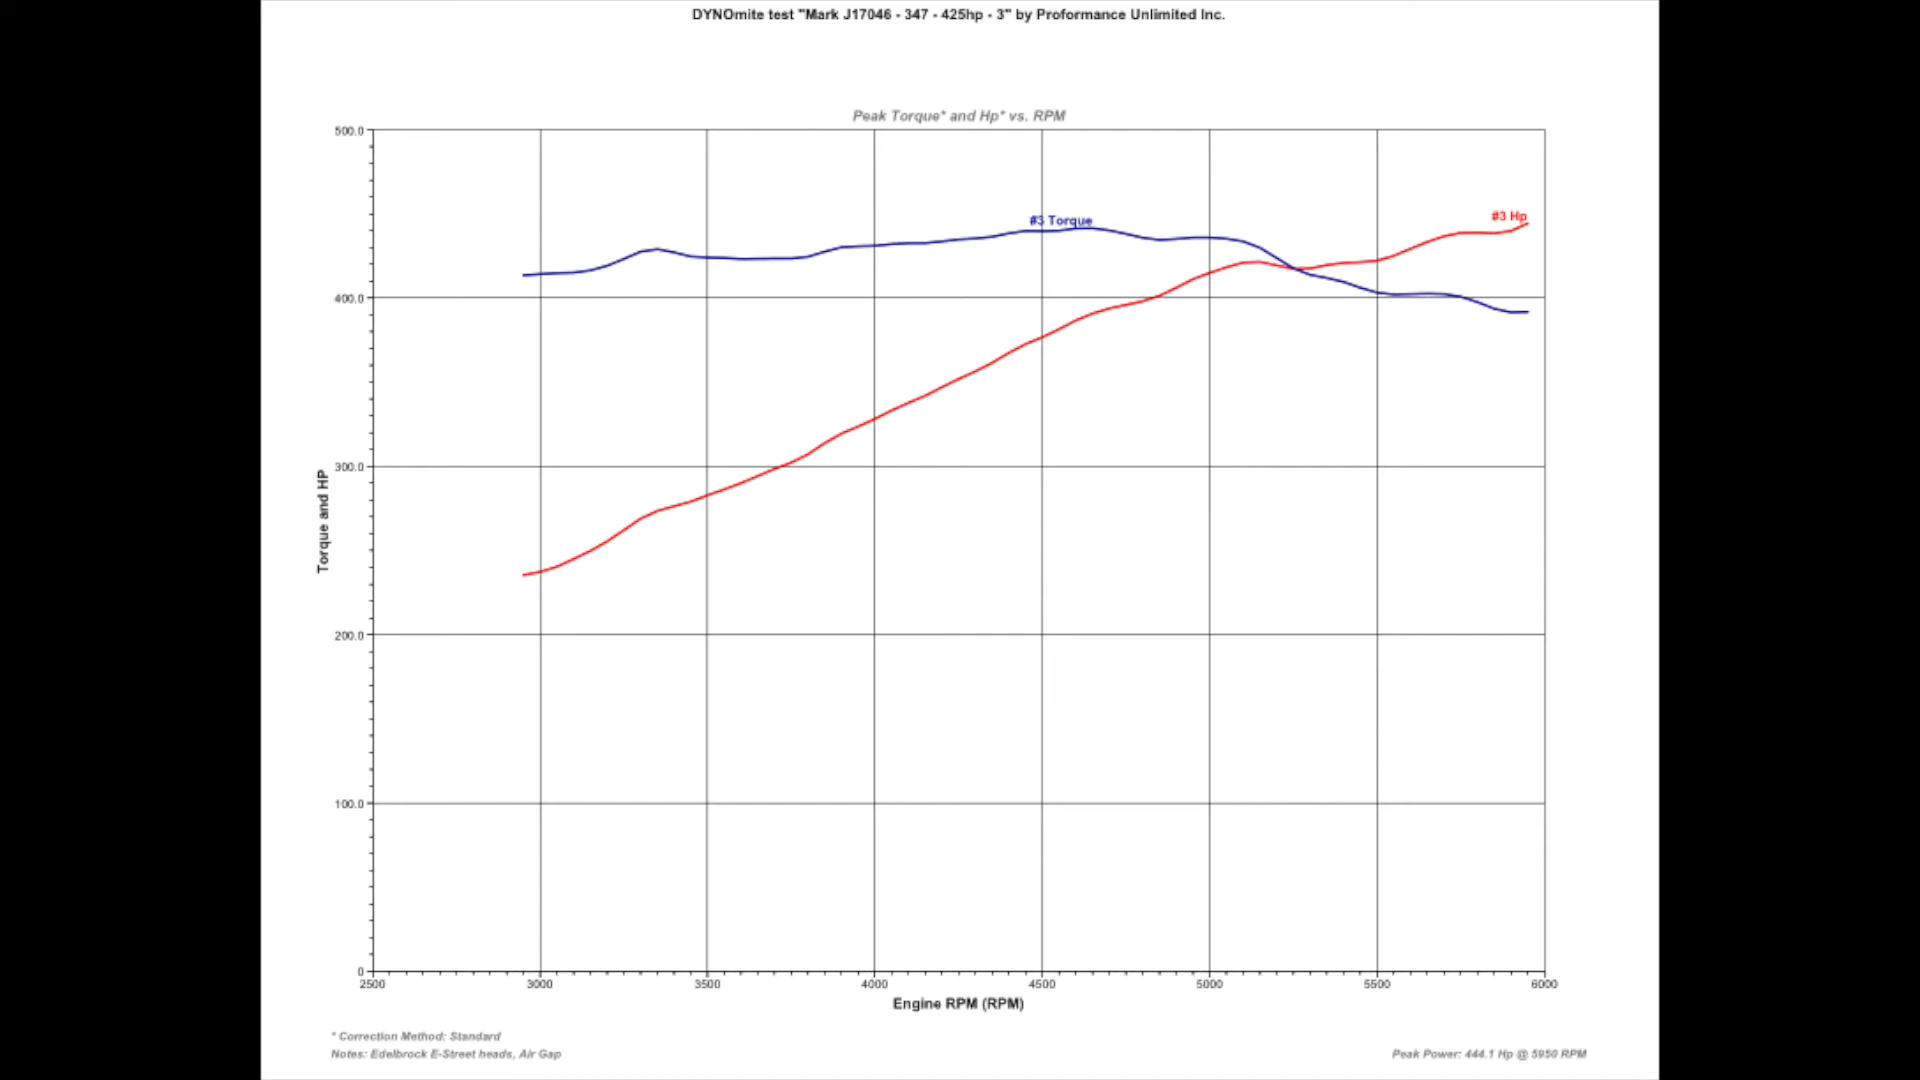 DYNOmite test "Mark J17046 - 347 - 425hp - 3" by Proformance Unlimited Inc.
Peak Torque* and Hp* vs. RPM
500.0
#3 Torque
#3 Hp
400.0
300.0
Torque and HP
200.0
100.0
0
2500 3000 3500 4000 4500 5000 5500 6000
Engine RPM (RPM)
* Correction Method: Standard
Notes: Edelbrock E-Street heads, Air Gap
Peak Power: 444.1 Hp @ 5950 RPM